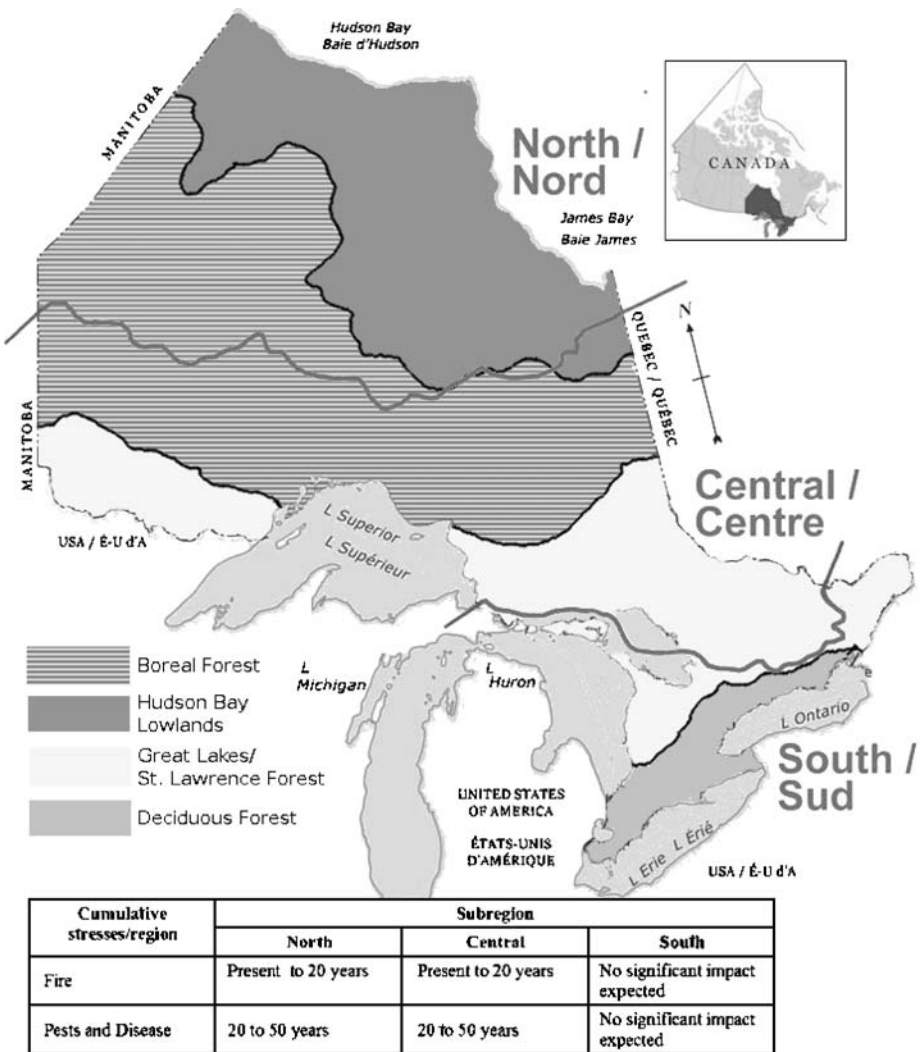 Hudson Bay
Baie d'Hudson
MANITOBA
North /
Nord
CANADA
James Bay
Baie James
N
QUEBEC / QUÉBEC
MANITOBA
Central /
Centre
USA / É-U d'A
L Superior
L Supérieur
Boreal Forest
Hudson Bay
Lowlands
Great Lakes/
St. Lawrence Forest
Deciduous Forest
L
Michigan
L
Huron
L Ontario
South /
Sud
UNITED STATES
OF AMERICA
ÉTATS-UNIS
D'AMÉRIQUE
L Erie L Érié
USA / É-U d'A
e
Cumulative
stresses/region
Subregion
North
Central
South
Fire
Present to 20 years
Present to 20 years
No significant impact
expected
Pests and Disease
20 to 50 years
20 to 50 years
No significant impact
expected